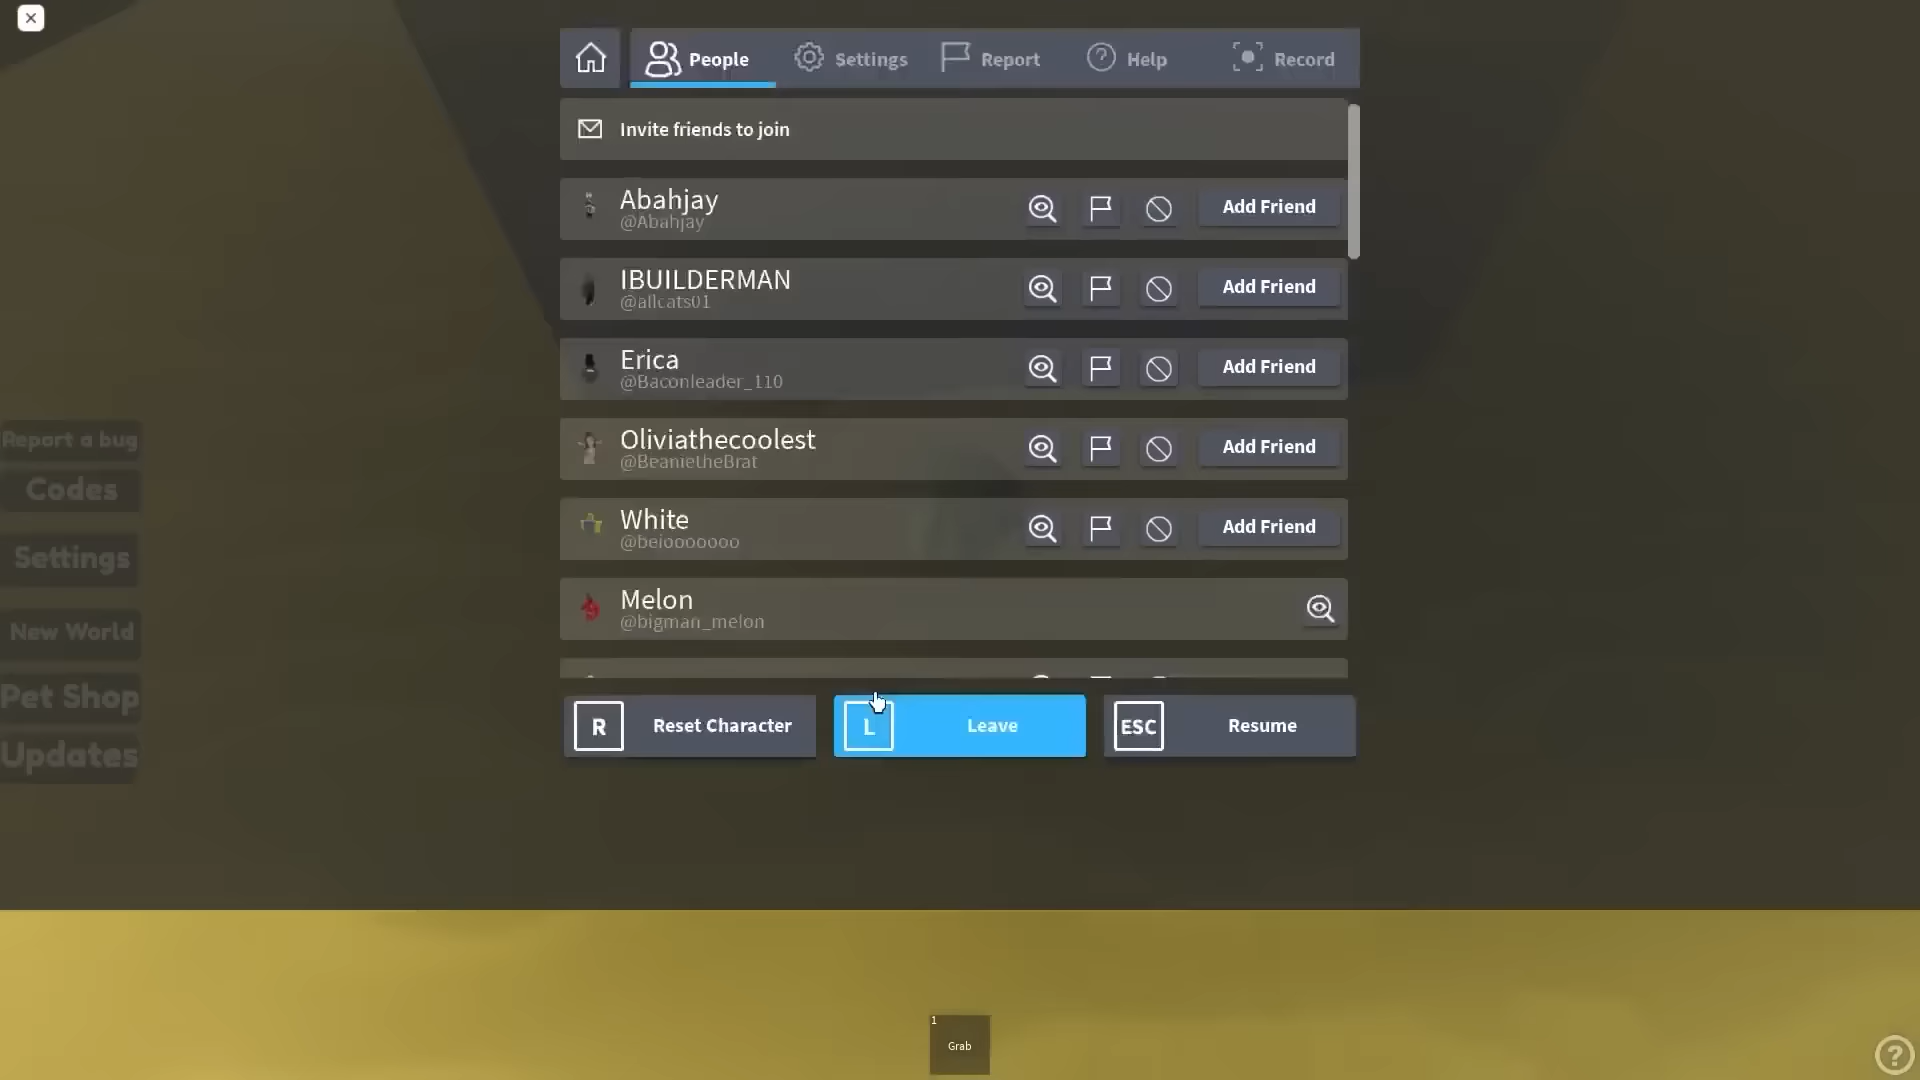 People
Settings
Report
Help
Record
Invite friends to join
Abahjay
@Abahjay
Add Friend
IBUILDERMAN
@allcats01
Add Friend
Erica
@Baconleader_110
Add Friend
Oliviathecoolest
@BeanietheBrat
Add Friend
White
@beiooooooo
Add Friend
Melon
@bigman_melon
R
Reset Character
L
Leave
ESC
Resume
Report a bug
Codes
Settings
New World
Pet Shop
Updates
1
Grab